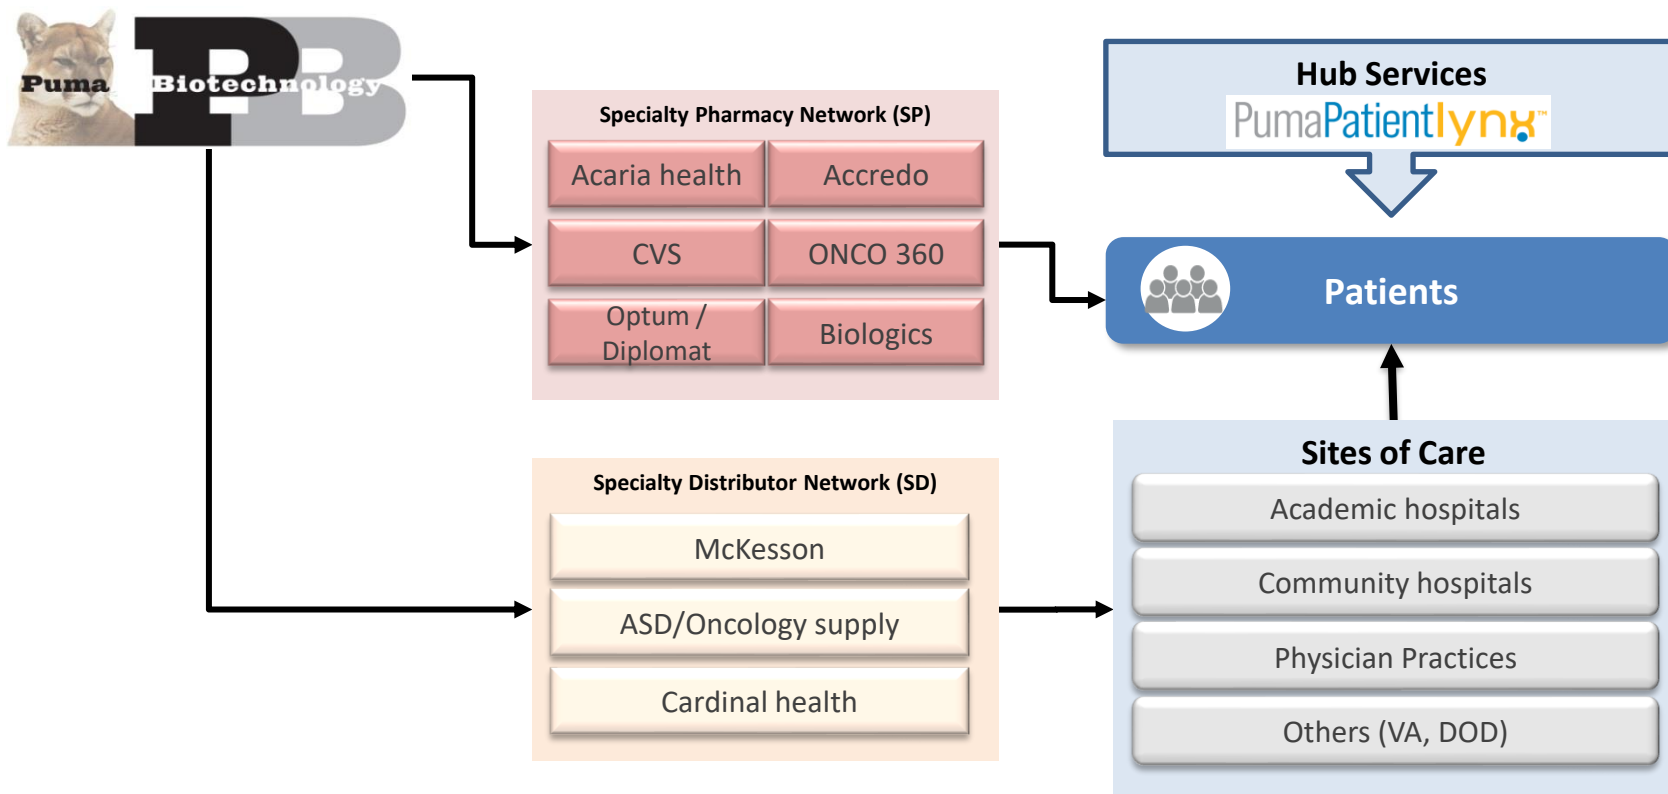 Puma Biotechnology
Specialty Pharmacy Network (SP)
Acaria health
Accredo
CVS
ONCO 360
Optum /
Diplomat
Biologics
Specialty Distributor Network (SD)
McKesson
ASD/Oncology supply
Cardinal health
Hub Services
PumaPatientlynx™
Patients
Sites of Care
Academic hospitals
Community hospitals
Physician Practices
Others (VA, DOD)